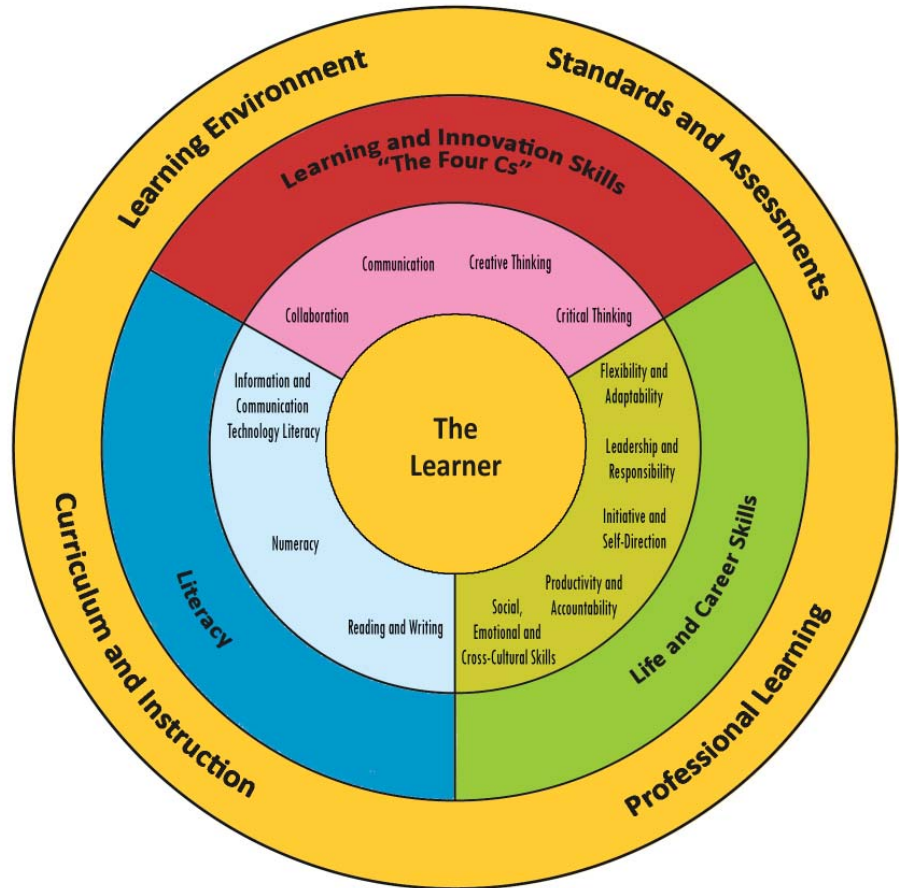 Learning Environment
Standards and Assessments
Learning and Innovation Skills
“The Four Cs”
Communication
Creative Thinking
Collaboration
Critical Thinking
Information and
Communication
Technology Literacy
Numeracy
Reading and Writing
The
Learner
Flexibility and
Adaptability
Leadership and
Responsibility
Initiative and
Self-Direction
Productivity and
Accountability
Social,
Emotional and
Cross-Cultural Skills
Literacy
Life and Career Skills
Curriculum and Instruction
Professional Learning